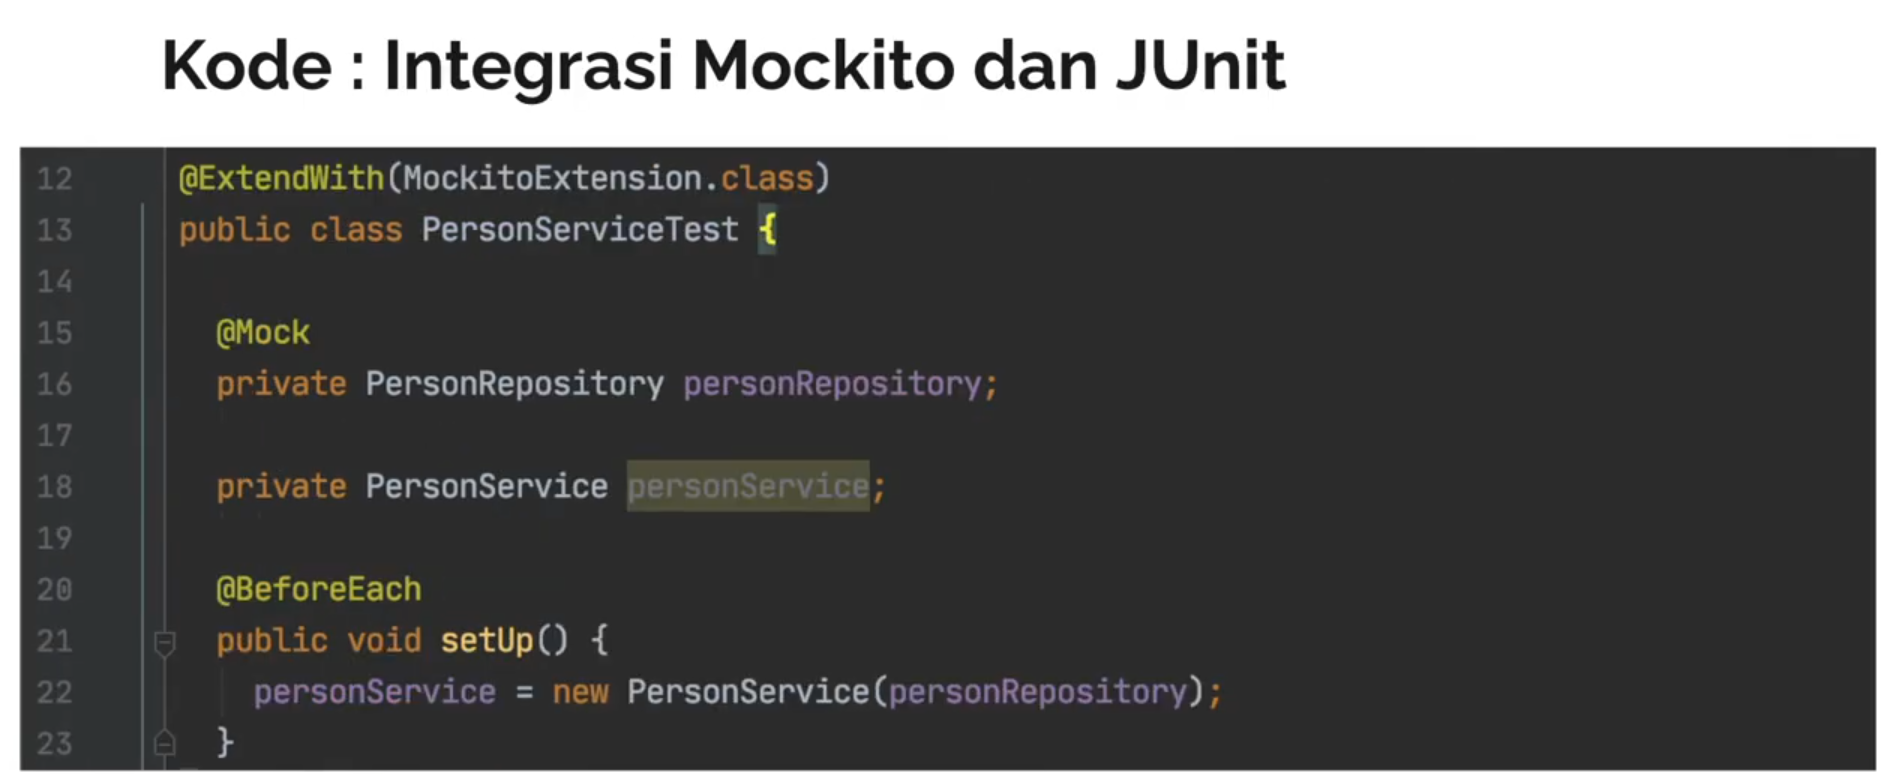 Kode : Integrasi Mockito dan JUnit
12 @ExtendWith(MockitoExtension.class)
13 public class PersonServiceTest {
14
15 @Mock
16 private PersonRepository personRepository;
17
18 private PersonService personService;
19
20 @BeforeEach
21 public void setUp() {
22 personService = new PersonService(personRepository);
23 }